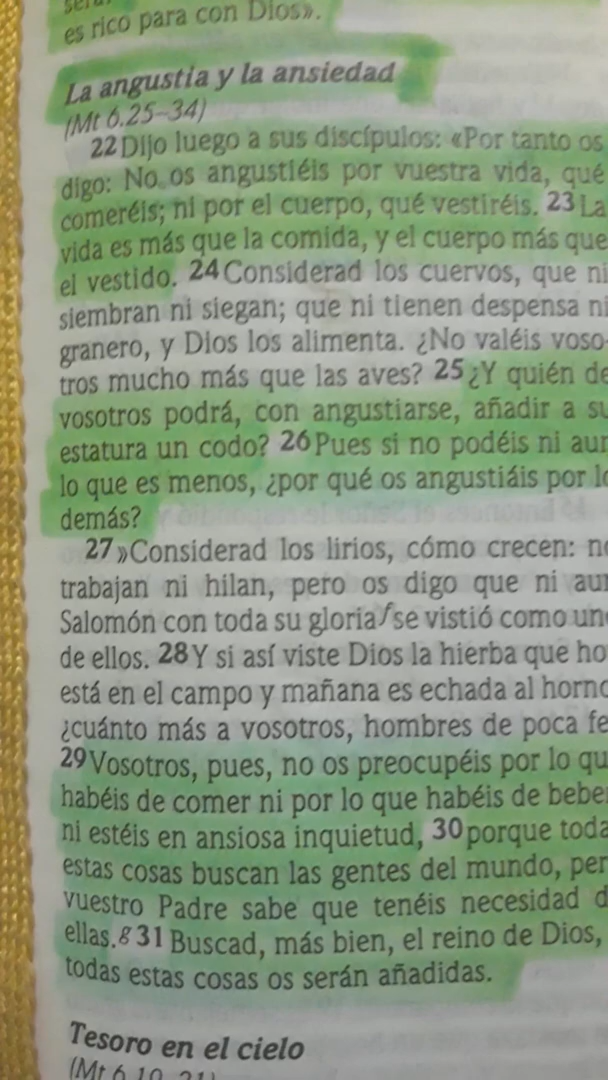 es rico para con Dios».
La angustia y la ansiedad
(Mt 6.25–34)
22 Dijo luego a sus discípulos: «Por tanto os
digo: No os angustiéis por vuestra vida, qué
comeréis; ni por el cuerpo, qué vestiréis. 23 La
vida es más que la comida, y el cuerpo más que
el vestido. 24 Considerad los cuervos, que ni
siembran ni siegan; que ni tienen despensa ni
granero, y Dios los alimenta. ¿No valéis voso-
tros mucho más que las aves? 25 ¿Y quién de
vosotros podrá, con angustiarse, añadir a su
estatura un codo? 26 Pues si no podéis ni aun
lo que es menos, ¿por qué os angustiáis por lo
demás?
27 »Considerad los lirios, cómo crecen: no
trabajan ni hilan, pero os digo que ni aun
Salomón con toda su gloria f se vistió como uno
de ellos. 28 Y si así viste Dios la hierba que ho
está en el campo y mañana es echada al horno
¿cuánto más a vosotros, hombres de poca fe
29 Vosotros, pues, no os preocupéis por lo qu
habéis de comer ni por lo que habéis de beber
ni estéis en ansiosa inquietud, 30 porque toda
estas cosas buscan las gentes del mundo, per
vuestro Padre sabe que tenéis necesidad d
ellas. g 31 Buscad, más bien, el reino de Dios,
todas estas cosas os serán añadidas.
Tesoro en el cielo
(Mt 6.19–21)